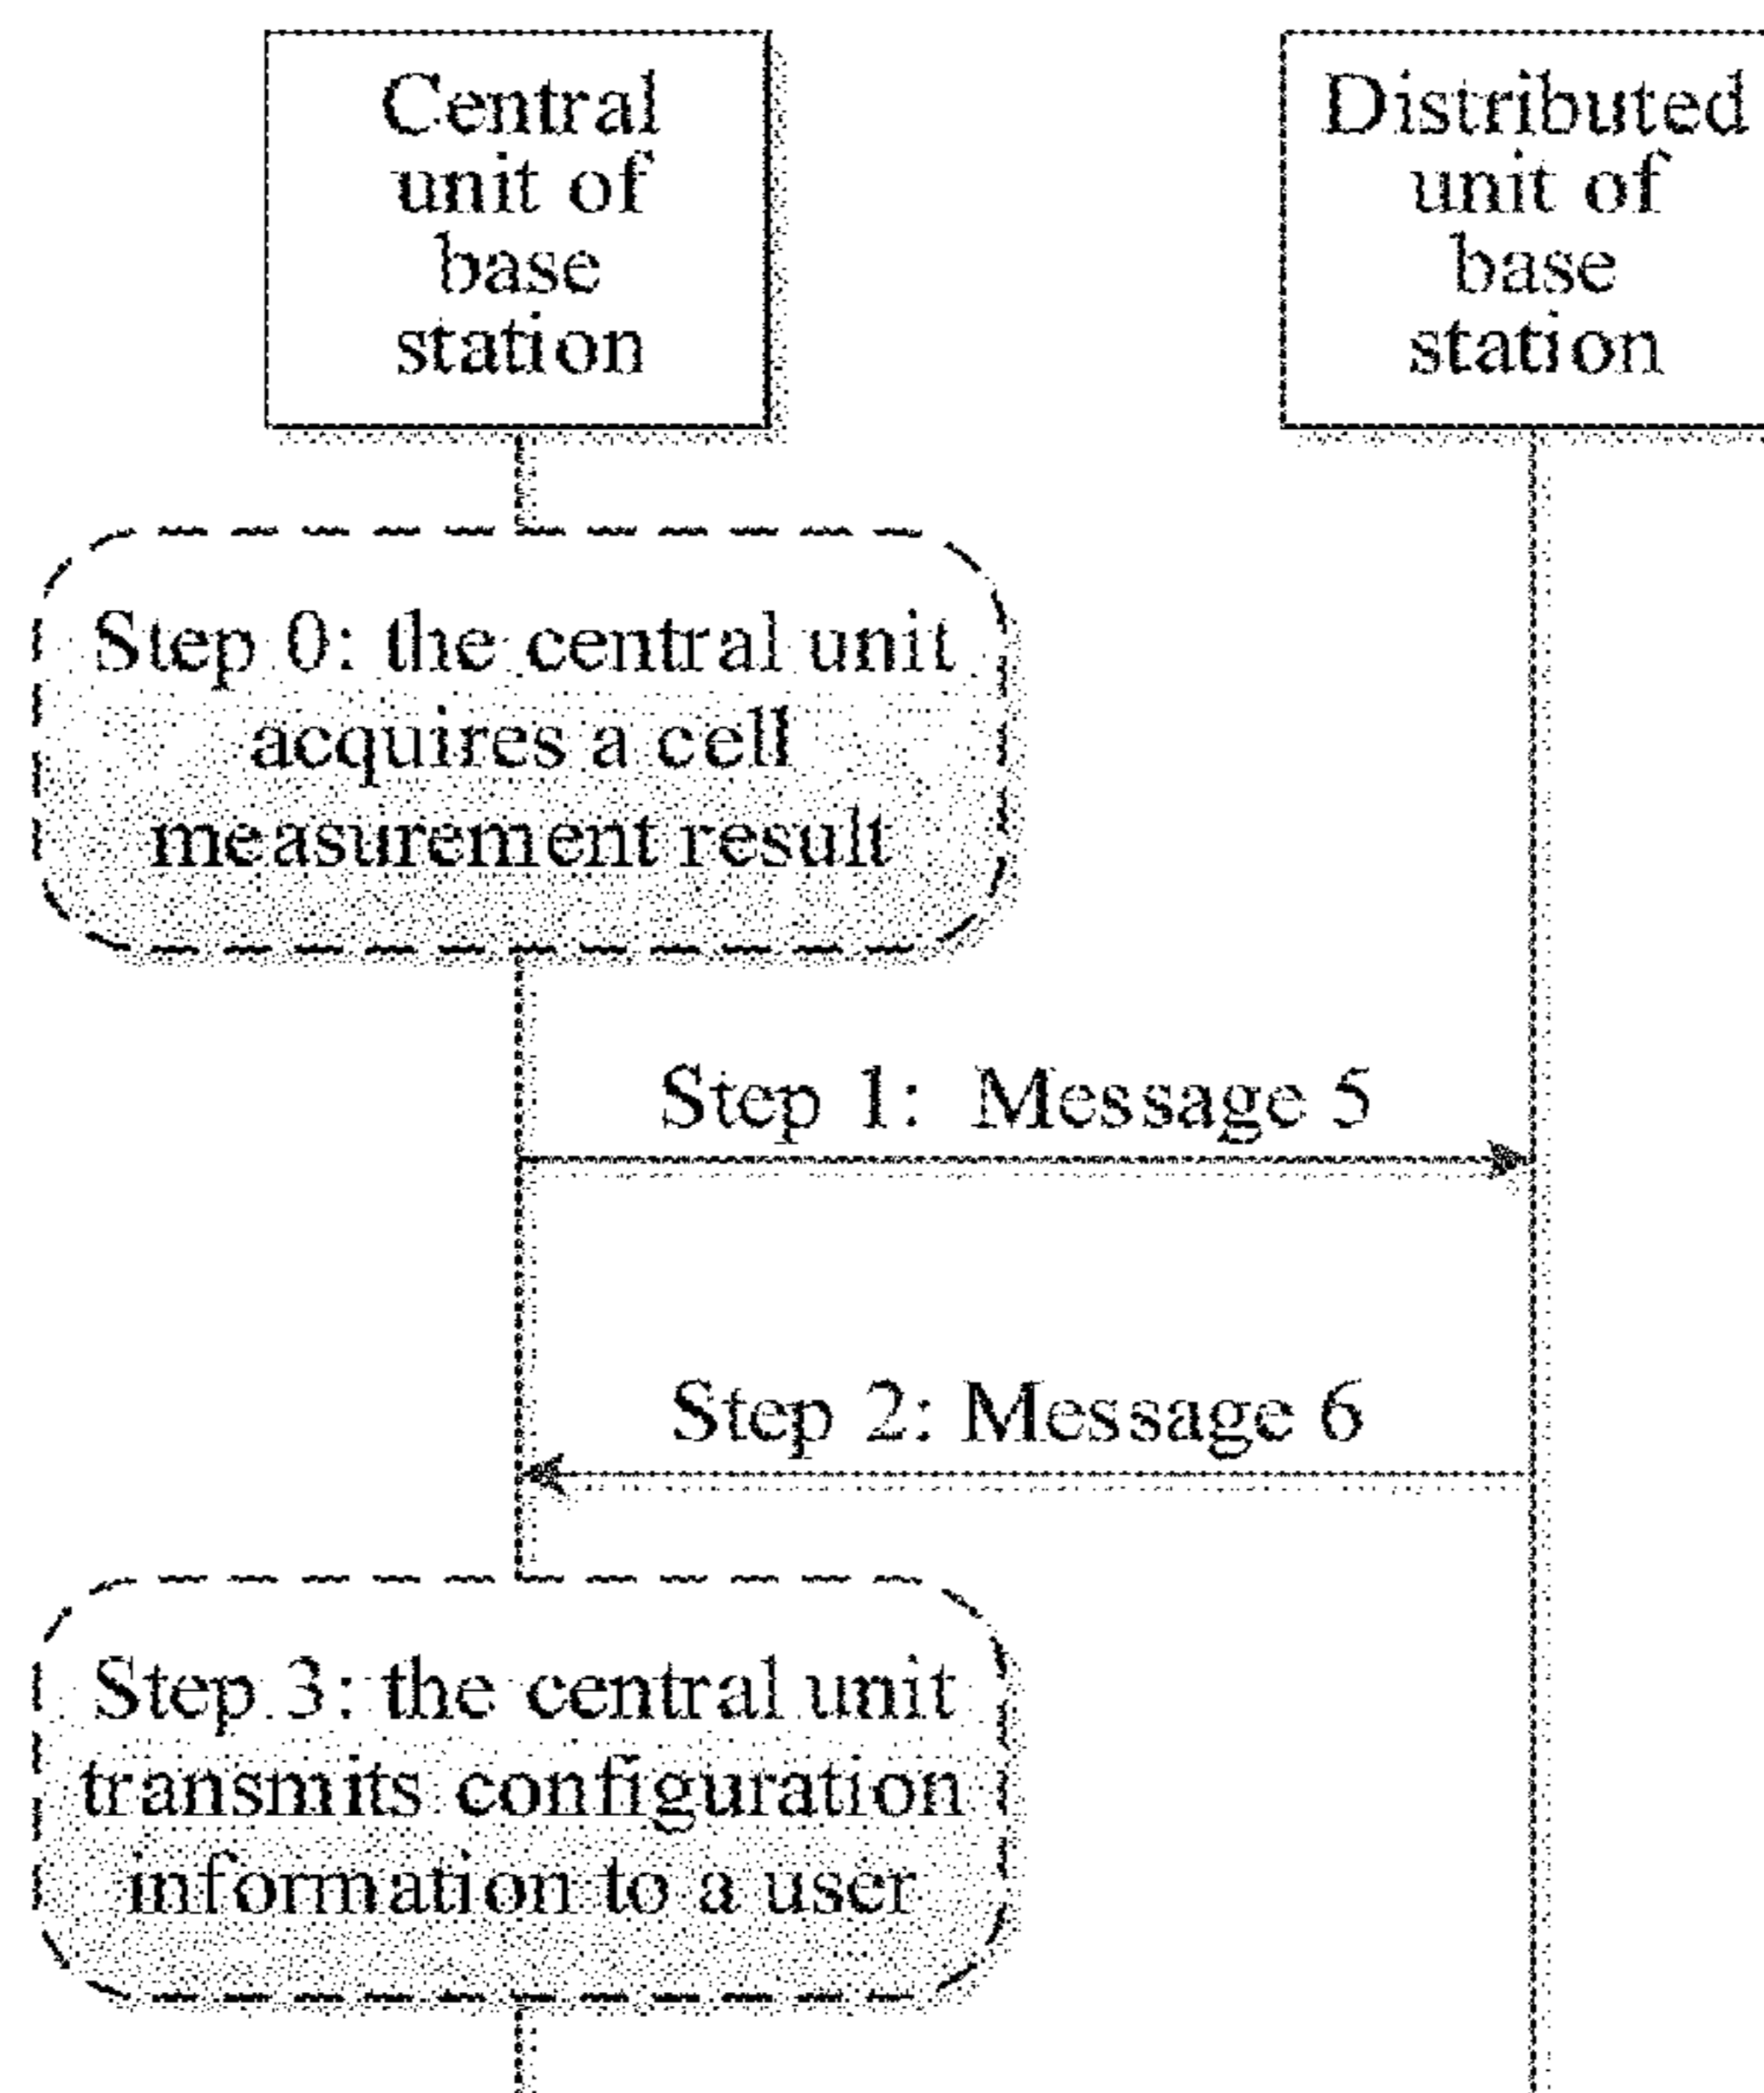 Central
unit of
base
station
Distributed
unit of
base
station
Step 0: the central unit
acquires a cell
measurement result
Step 1: Message 5
Step 2: Message 6
Step 3: the central unit
transmits configuration
information to a user